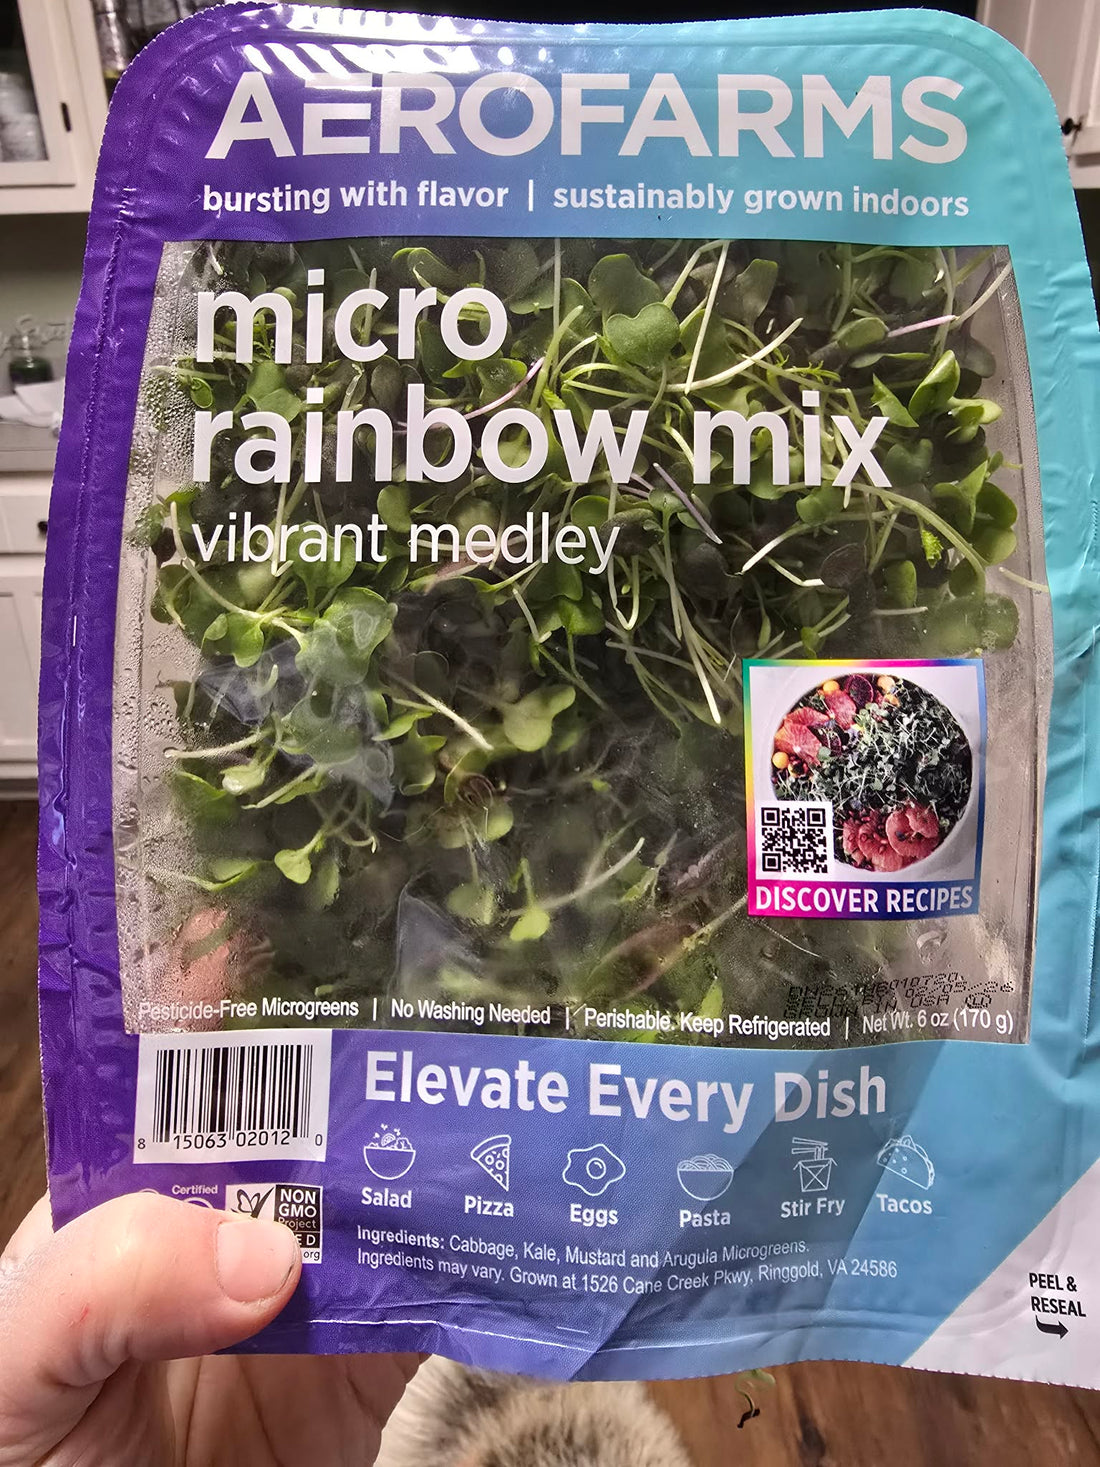 AEROFARMS
bursting with flavor | sustainably grown indoors
micro
rainbow mix
vibrant medley
DISCOVER RECIPES
Pesticide-Free Microgreens | No Washing Needed | Perishable. Keep Refrigerated | Net Wt. 6 oz (170 g)
8 15063 02012 0
Elevate Every Dish
Salad
Pizza
Eggs
Pasta
Stir Fry
Tacos
Certified
NON
GMO
Project
.org
Ingredients: Cabbage, Kale, Mustard and Arugula Microgreens.
Ingredients may vary. Grown at 1526 Cane Creek Pkwy, Ringgold, VA 24586
PEEL &
RESEAL